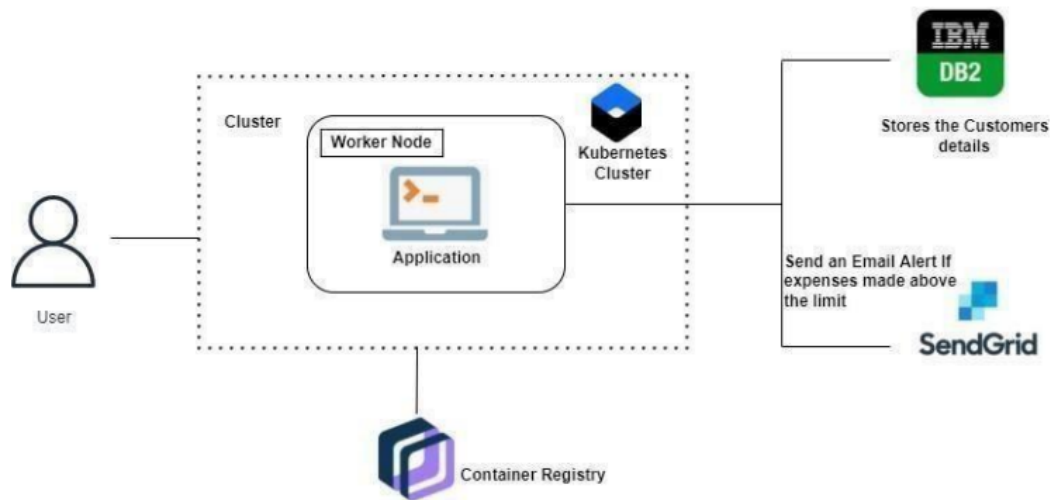 IBM
DB2
Stores the Customers
details
Cluster
Worker Node
Kubernetes
Cluster
Application
User
Send an Email Alert If
expenses made above
the limit
SendGrid
Container Registry